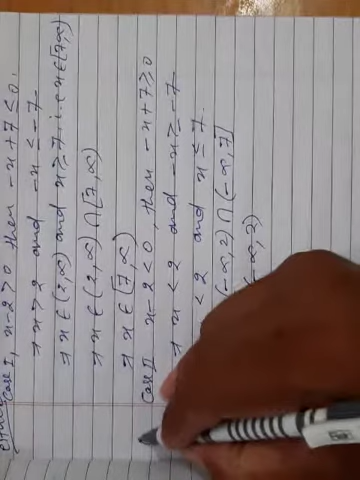 Case I, x-2>0 then -x+7≤0.
⇒ x>2 and -x≤-7
⇒ x∈(2,∞) and x≥7 i.e x∈[7,∞)
⇒ x∈(2,∞)∩[7,∞)
⇒ x∈[7,∞)
Case II x-2<0, then -x+7≥0
⇒ x<2 and -x≥-7
<2 and x≤7.
(-∞,2)∩(-∞,7]
(-∞,2)